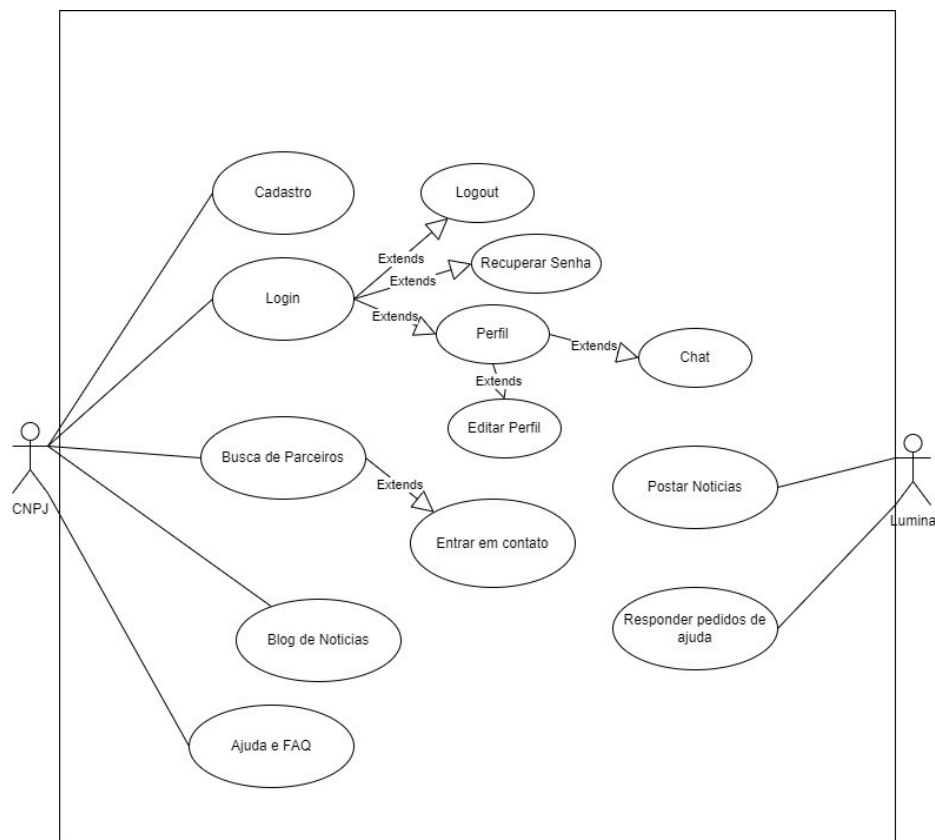 Cadastro
Logout
Extends
Recuperar Senha
Login
Extends
Extends
Perfil
Extends
Chat
Extends
Editar Perfil
Busca de Parceiros
Extends
Postar Noticias
CNPJ
Lumina
Entrar em contato
Responder pedidos de
ajuda
Blog de Noticias
Ajuda e FAQ